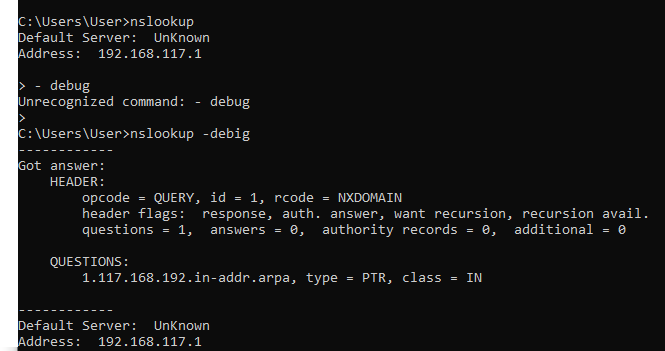 C:\Users\User>nslookup
Default Server:  UnKnown
Address:  192.168.117.1
> - debug
Unrecognized command: - debug
>
C:\Users\User>nslookup -debig
------------
Got answer:
    HEADER:
        opcode = QUERY, id = 1, rcode = NXDOMAIN
        header flags:  response, auth. answer, want recursion, recursion avail.
        questions = 1,  answers = 0,  authority records = 0,  additional = 0
    QUESTIONS:
        1.117.168.192.in-addr.arpa, type = PTR, class = IN
------------
Default Server:  UnKnown
Address:  192.168.117.1